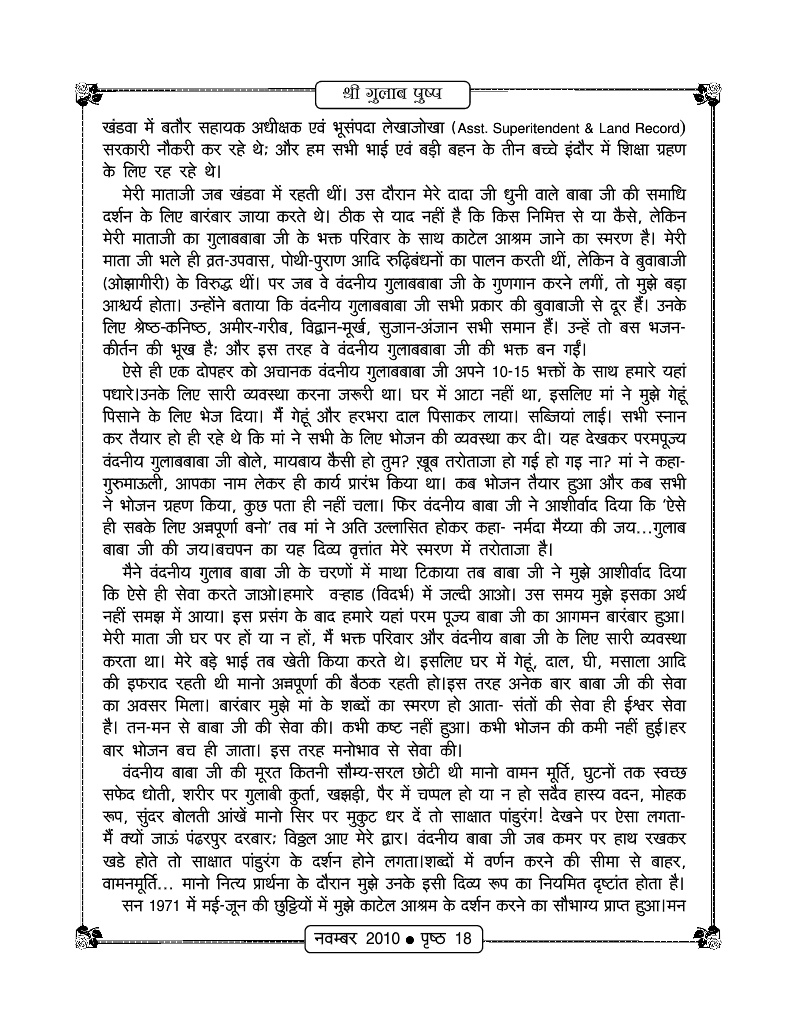 श्री गुलाब पुष्प
खंडवा में बतौर सहायक अधीक्षक एवं भूसंपदा लेखाजोखा (Asst. Superitendent & Land Record)
सरकारी नौकरी कर रहे थे; और हम सभी भाई एवं बड़ी बहन के तीन बच्चे इंदौर में शिक्षा ग्रहण
के लिए रह रहे थे।
मेरी माताजी जब खंडवा में रहती थीं। उस दौरान मेरे दादा जी धुनी वाले बाबा जी की समाधि
दर्शन के लिए बारंबार जाया करते थे। ठीक से याद नहीं है कि किस निमित्त से या कैसे, लेकिन
मेरी माताजी का गुलाबबाबा जी के भक्त परिवार के साथ काटेल आश्रम जाने का स्मरण है। मेरी
माता जी भले ही व्रत-उपवास, पोथी-पुराण आदि रुढ़िबंधनों का पालन करती थीं, लेकिन वे बुवाबाजी
(ओझागीरी) के विरुद्ध थीं। पर जब वे वंदनीय गुलाबबाबा जी के गुणगान करने लगीं, तो मुझे बड़ा
आश्चर्य होता। उन्होंने बताया कि वंदनीय गुलाबबाबा जी सभी प्रकार की बुवाबाजी से दूर हैं। उनके
लिए श्रेष्ठ-कनिष्ठ, अमीर-गरीब, विद्वान-मूर्ख, सुजान-अंजान सभी समान हैं। उन्हें तो बस भजन-
कीर्तन की भूख है; और इस तरह वे वंदनीय गुलाबबाबा जी की भक्त बन गईं।
ऐसे ही एक दोपहर को अचानक वंदनीय गुलाबबाबा जी अपने 10-15 भक्तों के साथ हमारे यहां
पधारे।उनके लिए सारी व्यवस्था करना जरूरी था। घर में आटा नहीं था, इसलिए मां ने मुझे गेहूं
पिसाने के लिए भेज दिया। मैं गेहूं और हरभरा दाल पिसाकर लाया। सब्जियां लाई। सभी स्नान
कर तैयार हो ही रहे थे कि मां ने सभी के लिए भोजन की व्यवस्था कर दी। यह देखकर परमपूज्य
वंदनीय गुलाबबाबा जी बोले, मायबाय कैसी हो तुम? ख़ूब तरोताजा हो गई हो गइ ना? मां ने कहा-
गुरुमाऊली, आपका नाम लेकर ही कार्य प्रारंभ किया था। कब भोजन तैयार हुआ और कब सभी
ने भोजन ग्रहण किया, कुछ पता ही नहीं चला। फिर वंदनीय बाबा जी ने आशीर्वाद दिया कि ‘ऐसे
ही सबके लिए अन्नपूर्णा बनो’ तब मां ने अति उल्लासित होकर कहा- नर्मदा मैय्या की जय...गुलाब
बाबा जी की जय।बचपन का यह दिव्य वृत्तांत मेरे स्मरण में तरोताजा है।
मैने वंदनीय गुलाब बाबा जी के चरणों में माथा टिकाया तब बाबा जी ने मुझे आशीर्वाद दिया
कि ऐसे ही सेवा करते जाओ।हमारे वऱ्हाड (विदर्भ) में जल्दी आओ। उस समय मुझे इसका अर्थ
नहीं समझ में आया। इस प्रसंग के बाद हमारे यहां परम पूज्य बाबा जी का आगमन बारंबार हुआ।
मेरी माता जी घर पर हों या न हों, मैं भक्त परिवार और वंदनीय बाबा जी के लिए सारी व्यवस्था
करता था। मेरे बड़े भाई तब खेती किया करते थे। इसलिए घर में गेहूं, दाल, घी, मसाला आदि
की इफराद रहती थी मानो अन्नपूर्णा की बैठक रहती हो।इस तरह अनेक बार बाबा जी की सेवा
का अवसर मिला। बारंबार मुझे मां के शब्दों का स्मरण हो आता- संतों की सेवा ही ईश्वर सेवा
है। तन-मन से बाबा जी की सेवा की। कभी कष्ट नहीं हुआ। कभी भोजन की कमी नहीं हुई।हर
बार भोजन बच ही जाता। इस तरह मनोभाव से सेवा की।
वंदनीय बाबा जी की मूरत कितनी सौम्य-सरल छोटी थी मानो वामन मूर्ति, घुटनों तक स्वच्छ
सफेद धोती, शरीर पर गुलाबी कुर्ता, खझड़ी, पैर में चप्पल हो या न हो सदैव हास्य वदन, मोहक
रूप, सुंदर बोलती आंखें मानो सिर पर मुकुट धर दें तो साक्षात पांडुरंग! देखने पर ऐसा लगता-
मैं क्यों जाऊं पंढरपुर दरबार; विठ्ठल आए मेरे द्वार। वंदनीय बाबा जी जब कमर पर हाथ रखकर
खडे होते तो साक्षात पांडुरंग के दर्शन होने लगता।शब्दों में वर्णन करने की सीमा से बाहर,
वामनमूर्ति... मानो नित्य प्रार्थना के दौरान मुझे उनके इसी दिव्य रूप का नियमित दृष्टांत होता है।
सन 1971 में मई-जून की छुट्टियों में मुझे काटेल आश्रम के दर्शन करने का सौभाग्य प्राप्त हुआ।मन
नवम्बर 2010 ● पृष्ठ 18